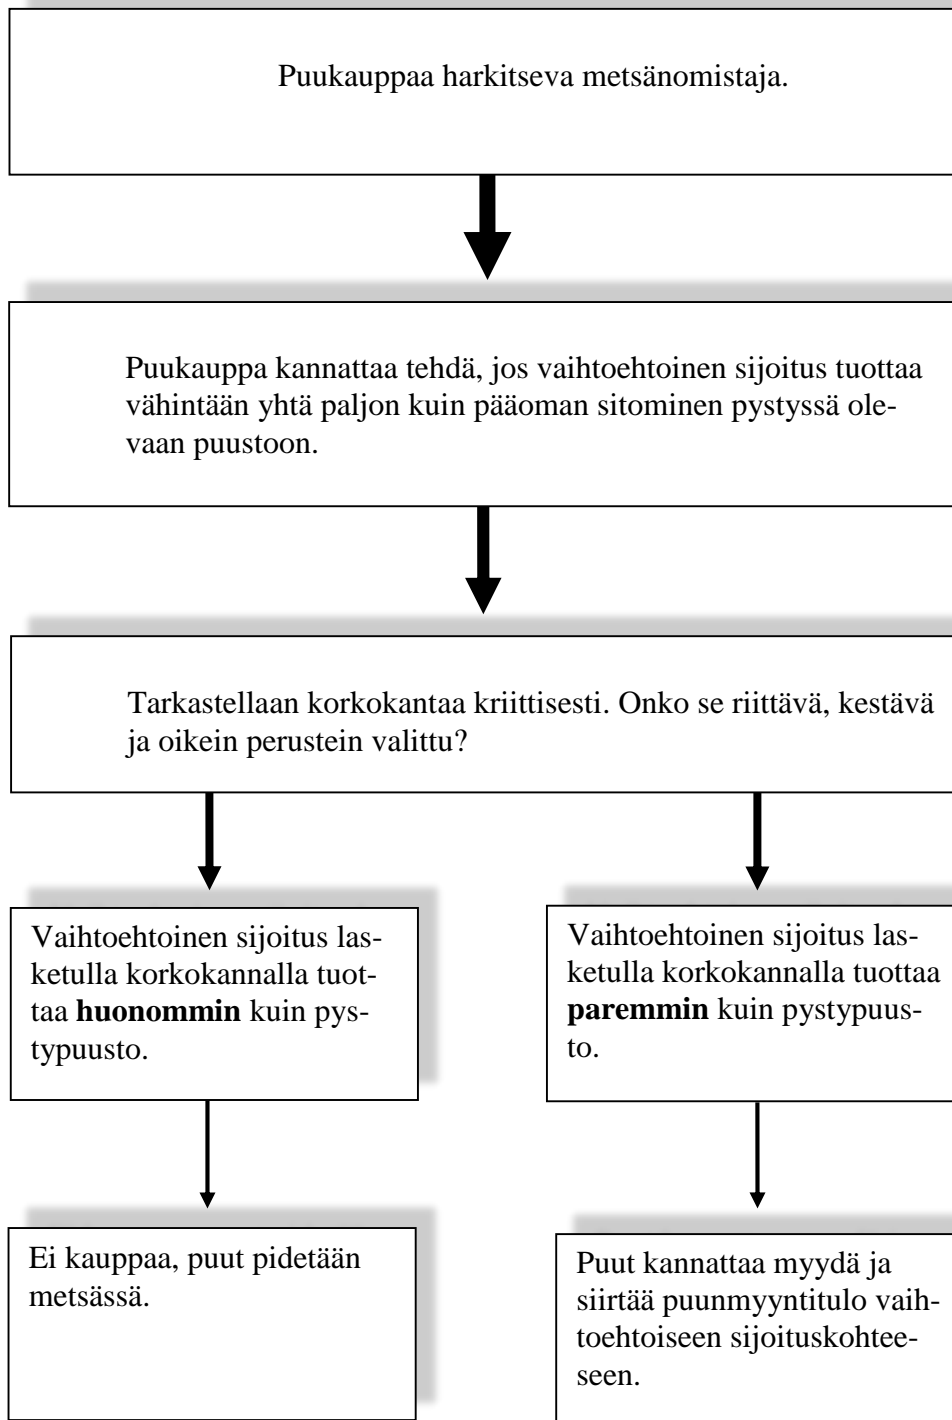 Puukauppaa harkitseva metsänomistaja.
Puukauppa kannattaa tehdä, jos vaihtoehtoinen sijoitus tuottaa
vähintään yhtä paljon kuin pääoman sitominen pystyssä ole-
vaan puustoon.
Tarkastellaan korkokantaa kriittisesti. Onko se riittävä, kestävä
ja oikein perustein valittu?
Vaihtoehtoinen sijoitus las-
ketulla korkokannalla tuot-
taa huonommin kuin pys-
typuusto.
Vaihtoehtoinen sijoitus las-
ketulla korkokannalla tuottaa
paremmin kuin pystypuus-
to.
Ei kauppaa, puut pidetään
metsässä.
Puut kannattaa myydä ja
siirtää puunmyyntitulo vaih-
toehtoiseen sijoituskohtee-
seen.